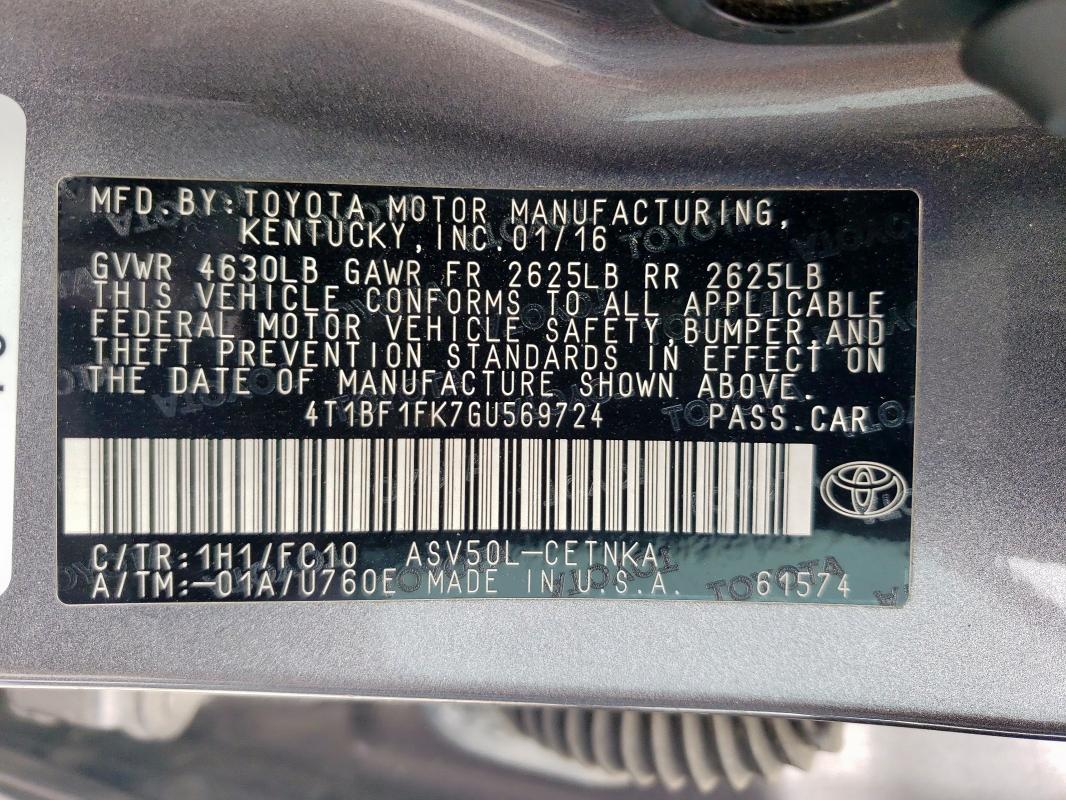 MFD.BY:TOYOTA MOTOR MANUFACTURING,
KENTUCKY,INC.01/16
GVWR 4630LB GAWR FR 2625LB RR 2625LB
THIS VEHICLE CONFORMS TO ALL APPLICABLE
FEDERAL MOTOR VEHICLE SAFETY,BUMPER,AND
THEFT PREVENTION STANDARDS IN EFFECT ON
THE DATE OF MANUFACTURE SHOWN ABOVE.
4T1BF1FK7GU569724 PASS.CAR
C/TR:1H1/FC10 ASV50L-CETNKA
A/TM:-01A/U760E MADE IN U.S.A. 61574